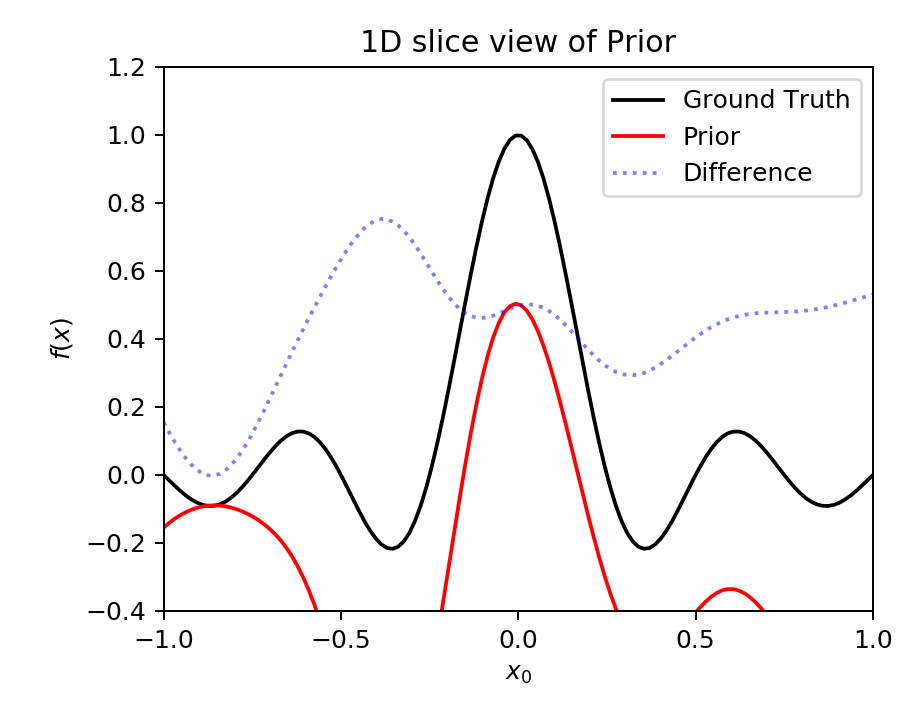 1D slice view of Prior
Ground Truth
Prior
Difference
f(x)
1.2
1.0
0.8
0.6
0.4
0.2
0.0
−0.2
−0.4
−1.0 −0.5 0.0 0.5 1.0
x₀